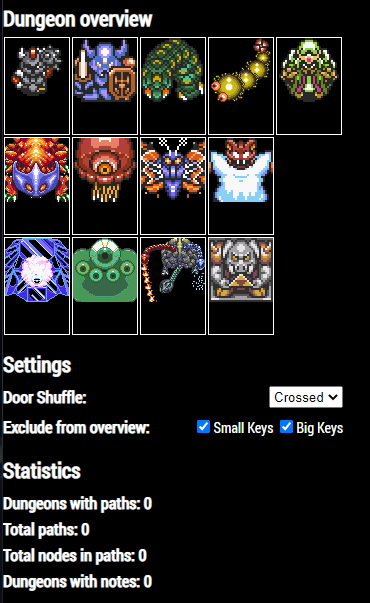 Dungeon overview
Settings
Door Shuffle: Crossed
Exclude from overview: Small Keys Big Keys
Statistics
Dungeons with paths: 0
Total paths: 0
Total nodes in paths: 0
Dungeons with notes: 0